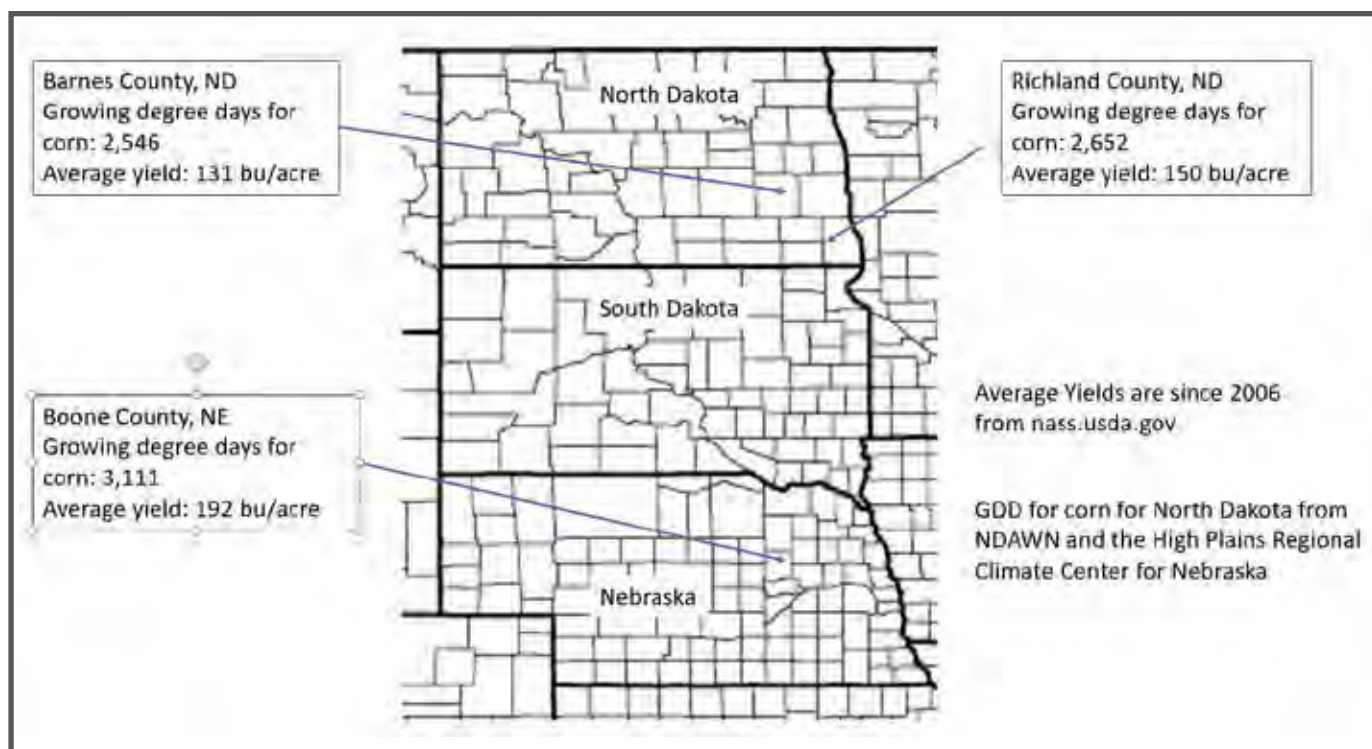 Barnes County, ND
Growing degree days for
corn: 2,546
Average yield: 131 bu/acre
North Dakota
Richland County, ND
Growing degree days for
corn: 2,652
Average yield: 150 bu/acre
South Dakota
Boone County, NE
Growing degree days for
corn: 3,111
Average yield: 192 bu/acre
Average Yields are since 2006
from nass.usda.gov
GDD for corn for North Dakota from
NDAWN and the High Plains Regional
Climate Center for Nebraska
Nebraska